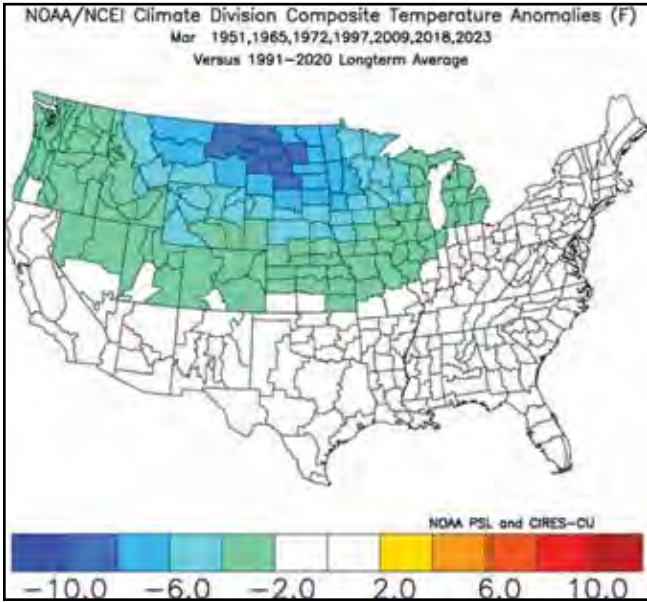 NOAA/NCEI Climate Division Composite Temperature Anomalies (F)
Mar 1951,1965,1972,1997,2009,2018,2023
Versus 1991-2020 Longterm Average
NOAA PSL and CIRES-CU
-10.0 -6.0 -2.0 2.0 6.0 10.0